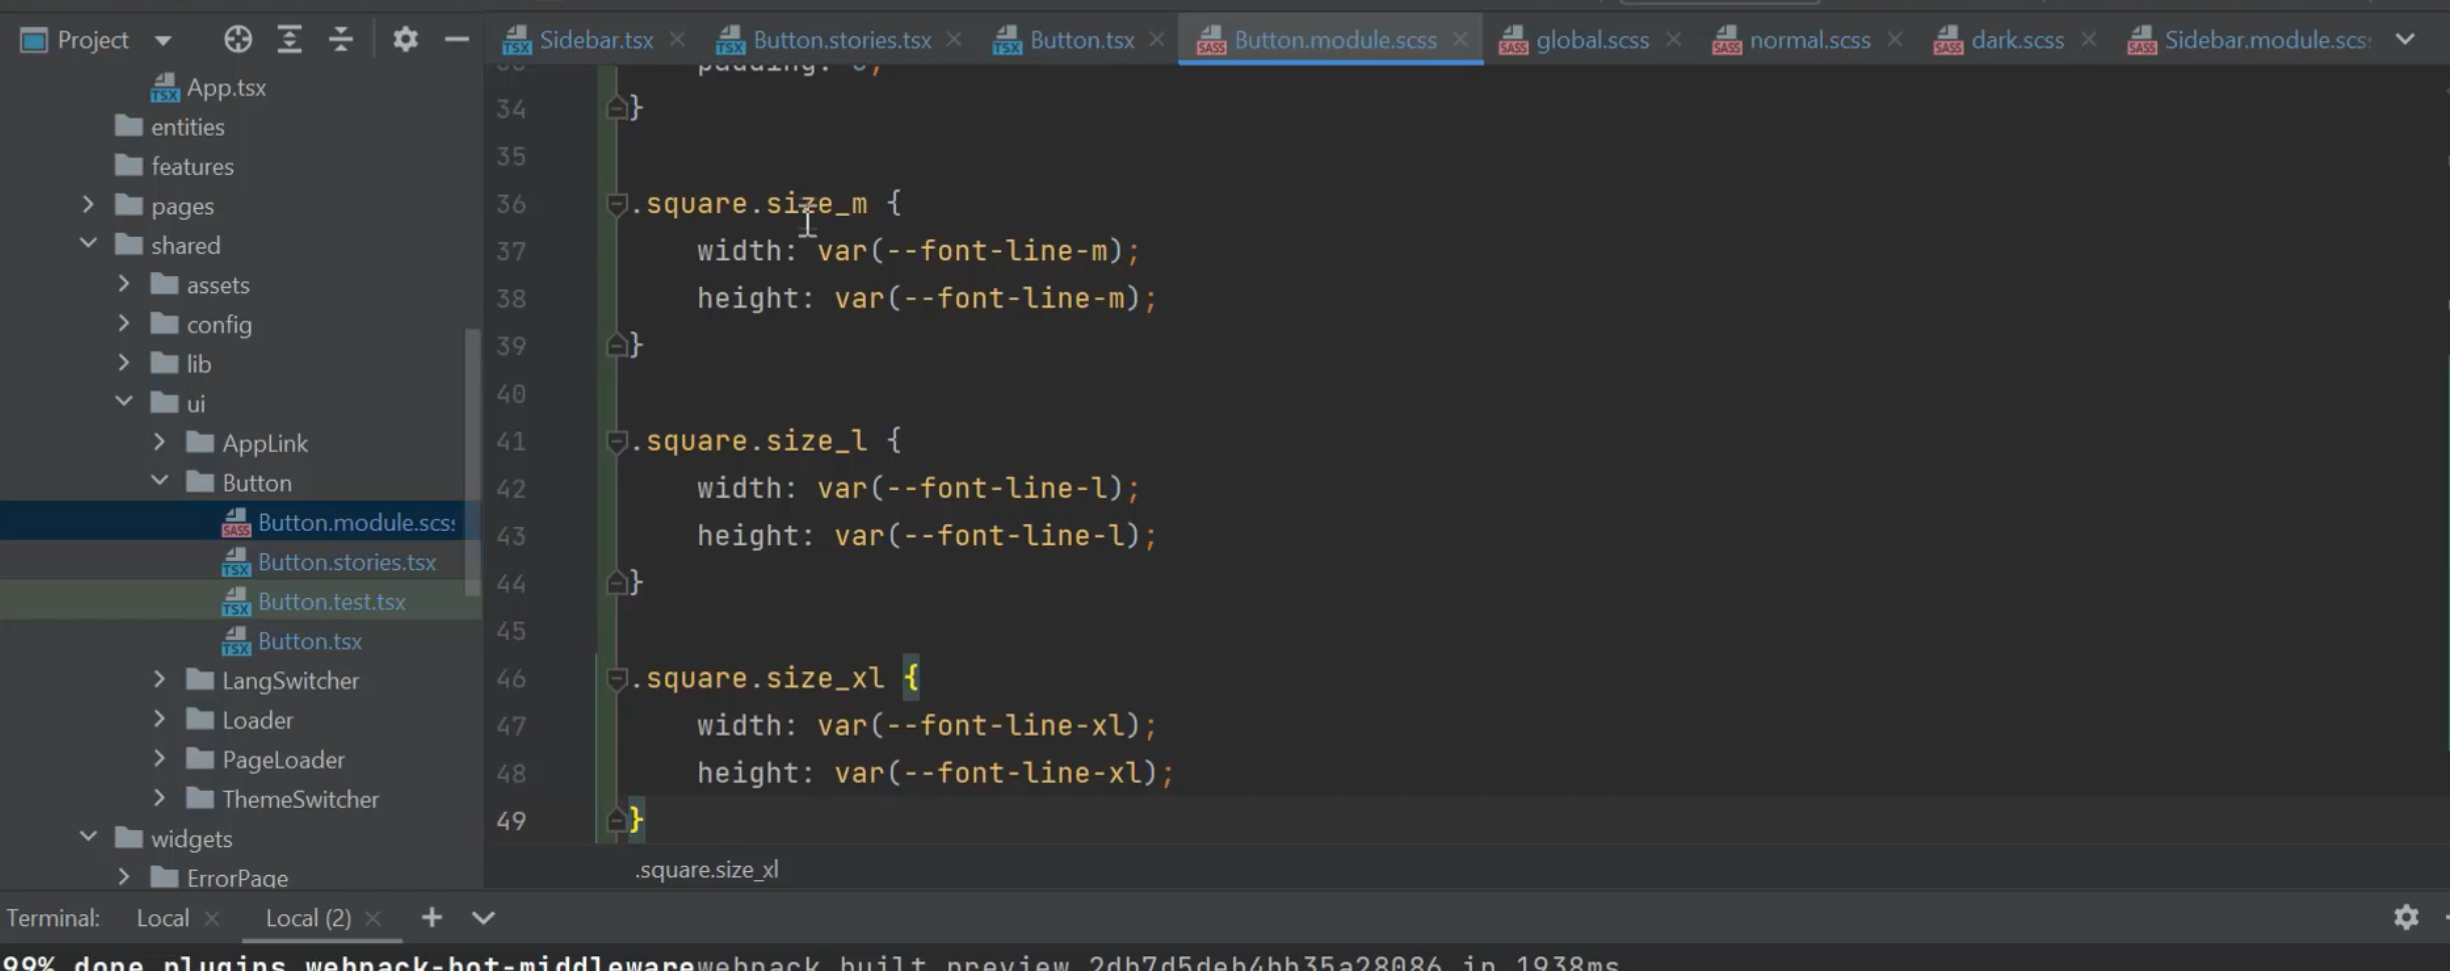 Project
Sidebar.tsx
Button.stories.tsx
Button.tsx
Button.module.scss
global.scss
normal.scss
dark.scss
Sidebar.module.scs
App.tsx
entities
features
pages
shared
assets
config
lib
ui
AppLink
Button
Button.module.scs
Button.stories.tsx
Button.test.tsx
Button.tsx
LangSwitcher
Loader
PageLoader
ThemeSwitcher
widgets
ErrorPage
padding: 0;
34 }
35
36 .square.size_m {
37 width: var(--font-line-m);
38 height: var(--font-line-m);
39 }
40
41 .square.size_l {
42 width: var(--font-line-l);
43 height: var(--font-line-l);
44 }
45
46 .square.size_xl {
47 width: var(--font-line-xl);
48 height: var(--font-line-xl);
49 }
.square.size_xl
Terminal: Local Local (2)
99% done plugins webpack-hot-middlewarewebpack built preview 2db7d5deb4bb35a28086 in 1938ms